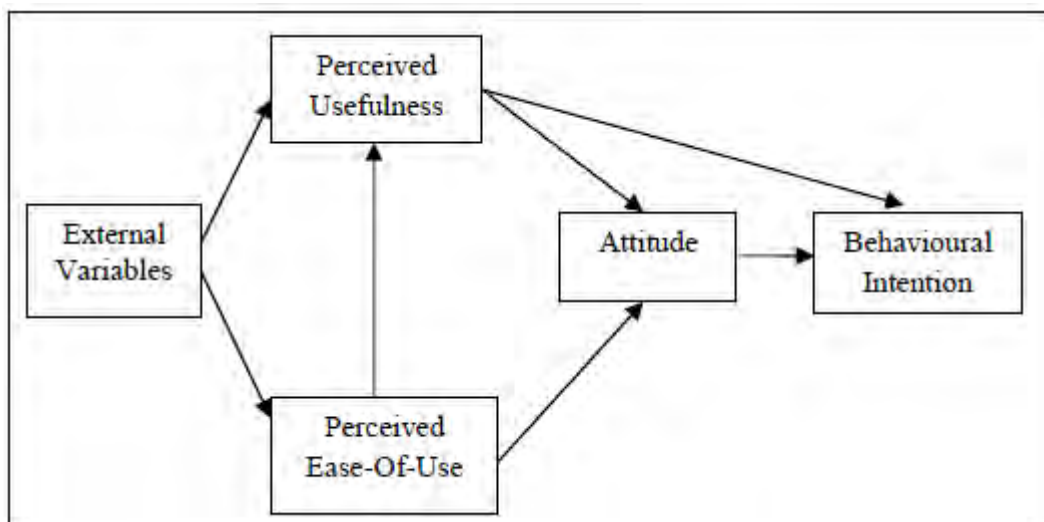 Perceived
Usefulness
External
Variables
Attitude
Behavioural
Intention
Perceived
Ease-Of-Use